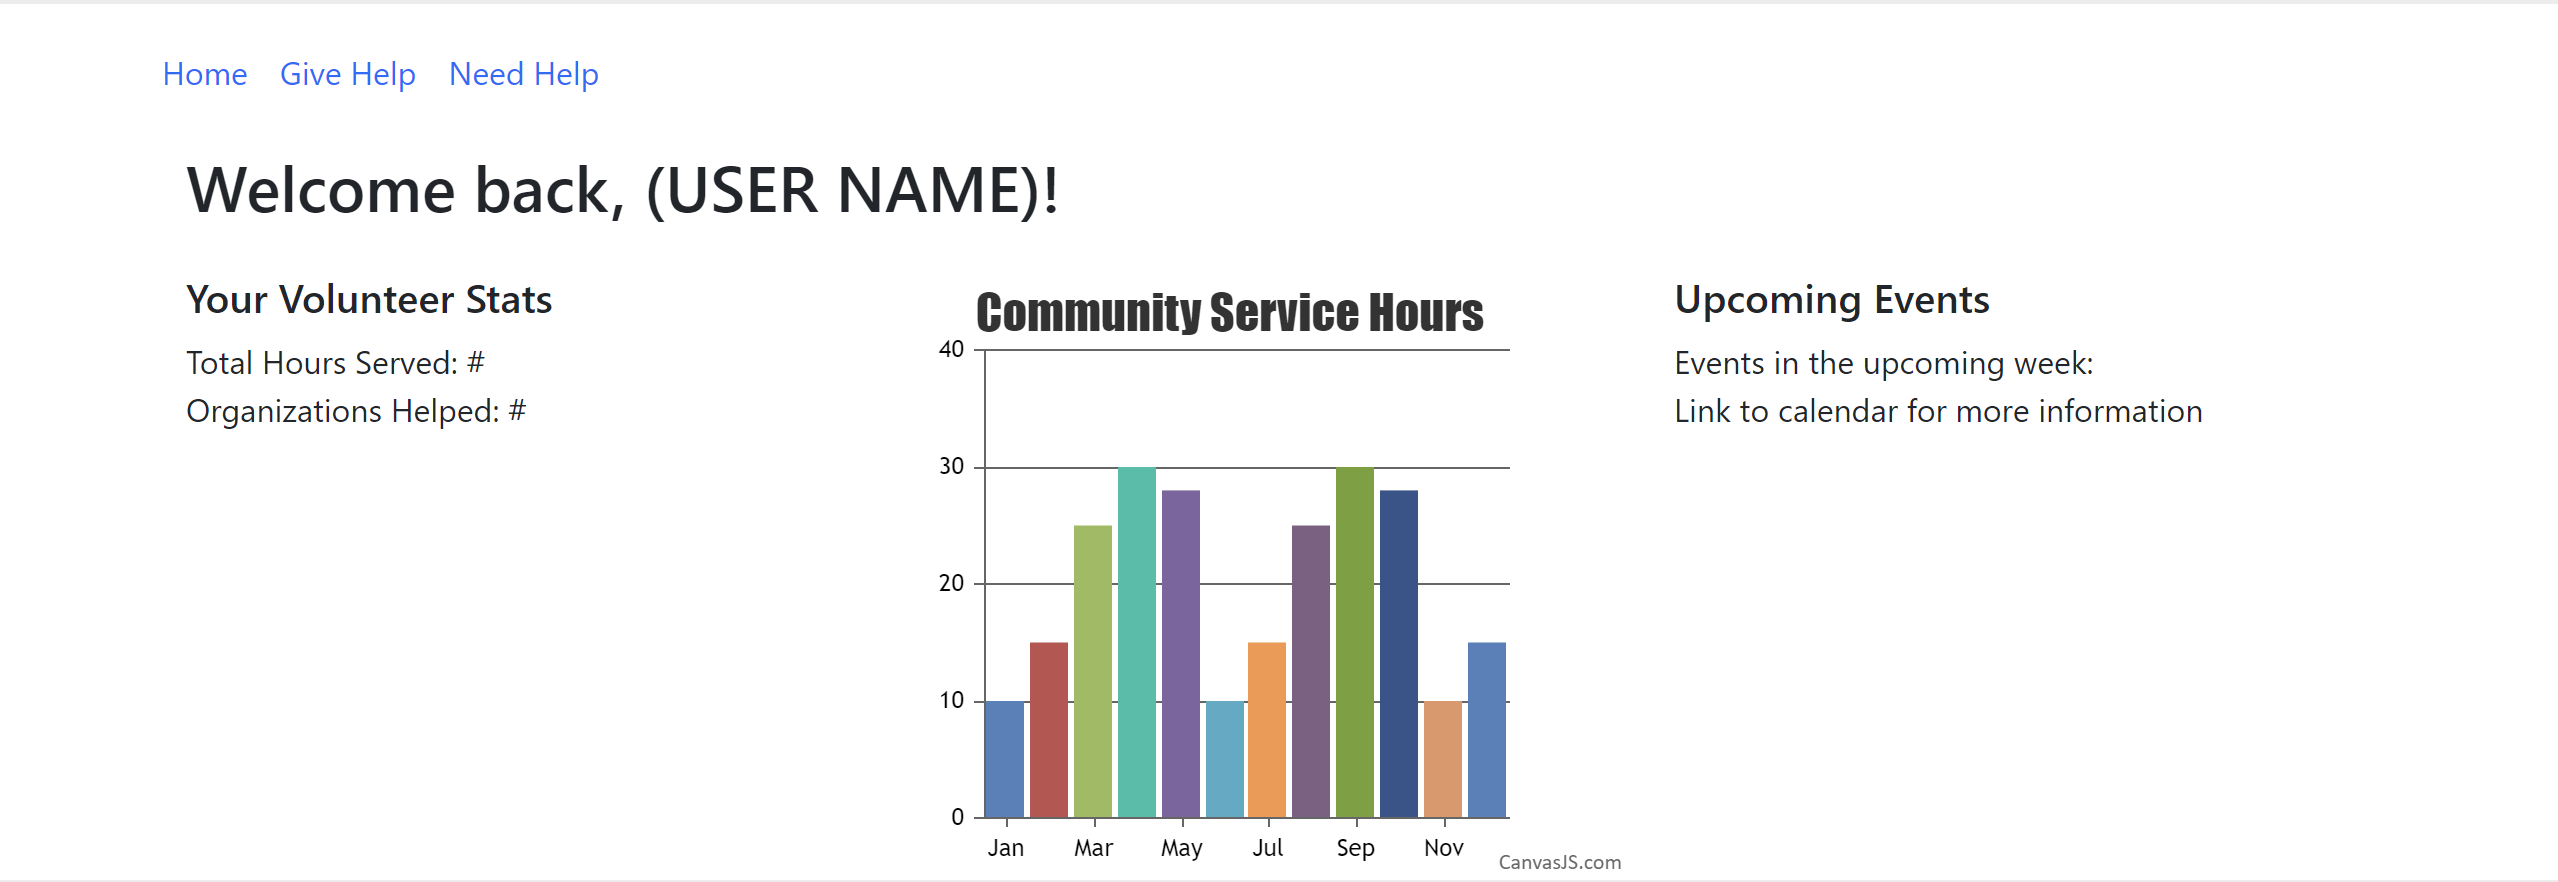 Home Give Help Need Help
Welcome back, (USER NAME)!
Your Volunteer Stats
Total Hours Served: #
Organizations Helped: #
Community Service Hours
40
30
20
10
0
Jan Mar May Jul Sep Nov
CanvasJS.com
Upcoming Events
Events in the upcoming week:
Link to calendar for more information